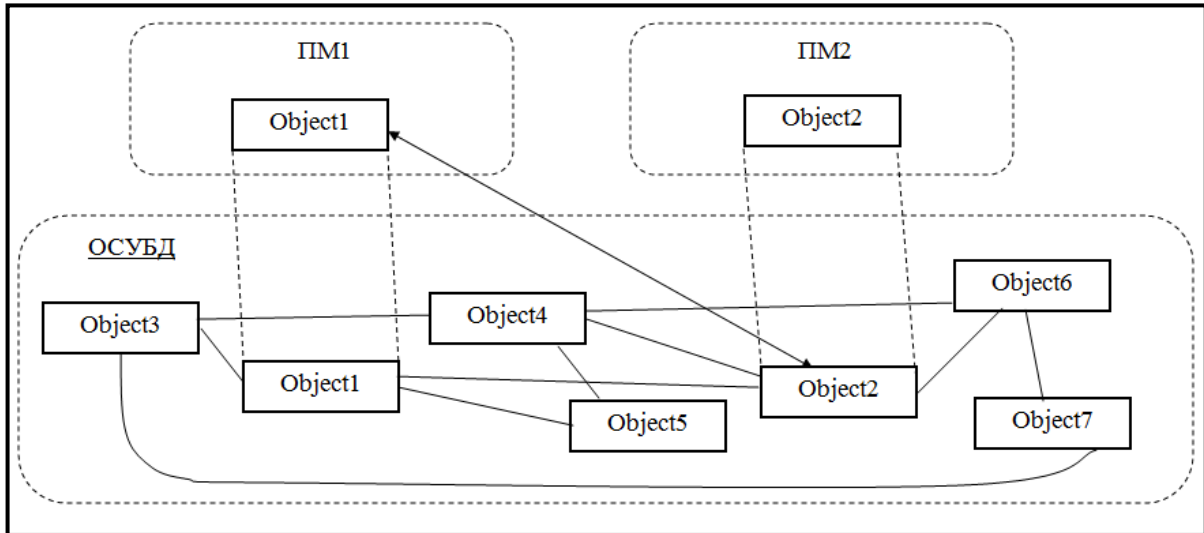 ПМ1
ПМ2
Object1
Object2
ОСУБД
Object3
Object4
Object6
Object1
Object2
Object5
Object7